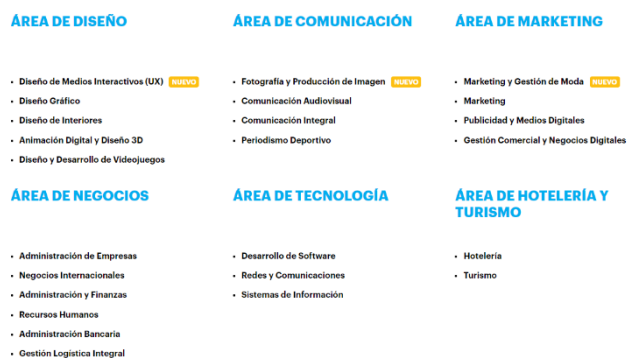 ÁREA DE DISEÑO
• Diseño de Medios Interactivos (UX) NUEVO
• Diseño Gráfico
• Diseño de Interiores
• Animación Digital y Diseño 3D
• Diseño y Desarrollo de Videojuegos
ÁREA DE COMUNICACIÓN
• Fotografía y Producción de Imagen NUEVO
• Comunicación Audiovisual
• Comunicación Integral
• Periodismo Deportivo
ÁREA DE MARKETING
• Marketing y Gestión de Moda NUEVO
• Marketing
• Publicidad y Medios Digitales
• Gestión Comercial y Negocios Digitales
ÁREA DE NEGOCIOS
• Administración de Empresas
• Negocios Internacionales
• Administración y Finanzas
• Recursos Humanos
• Administración Bancaria
• Gestión Logística Integral
ÁREA DE TECNOLOGÍA
• Desarrollo de Software
• Redes y Comunicaciones
• Sistemas de Información
ÁREA DE HOTELERÍA Y
TURISMO
• Hotelería
• Turismo